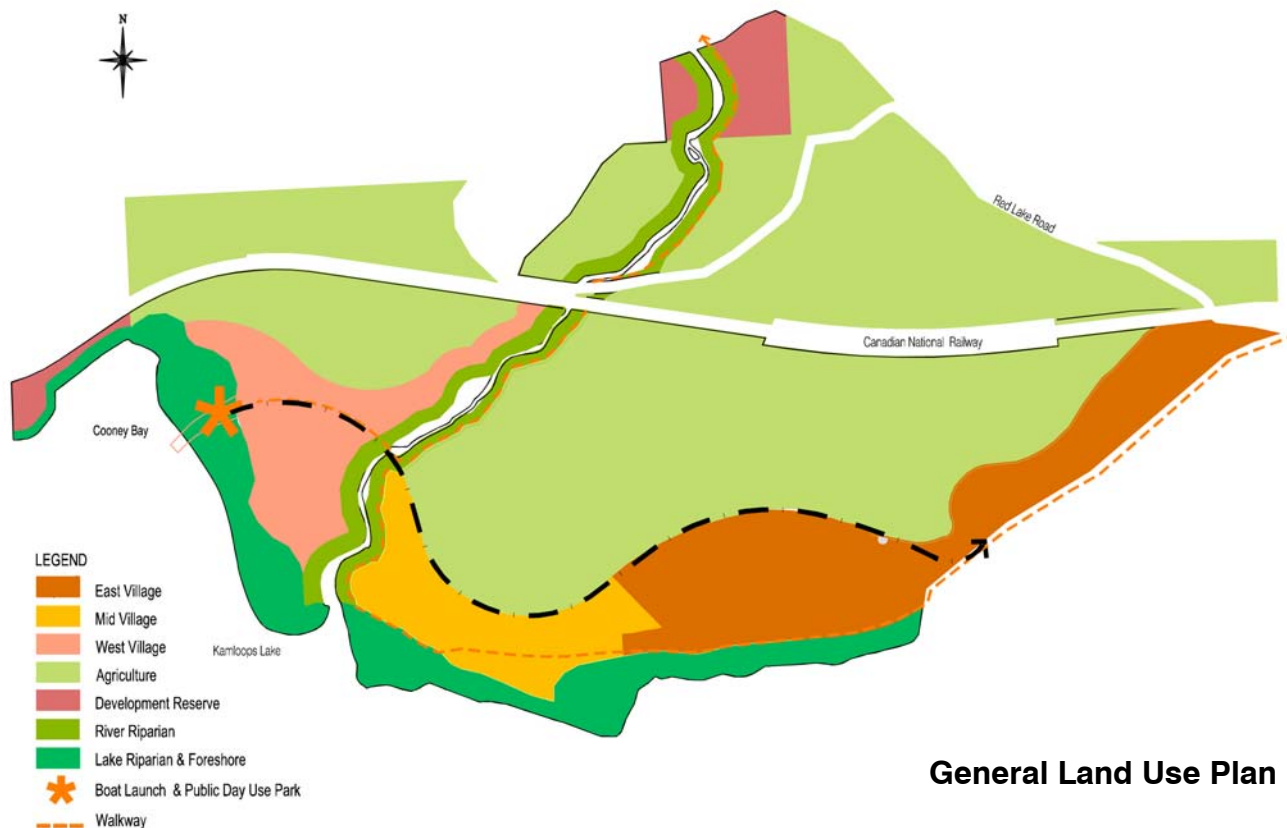 N
Red Lake Road
Canadian National Railway
Cooney Bay
Kamloops Lake
LEGEND
East Village
Mid Village
West Village
Agriculture
Development Reserve
River Riparian
Lake Riparian & Foreshore
Boat Launch & Public Day Use Park
Walkway
General Land Use Plan